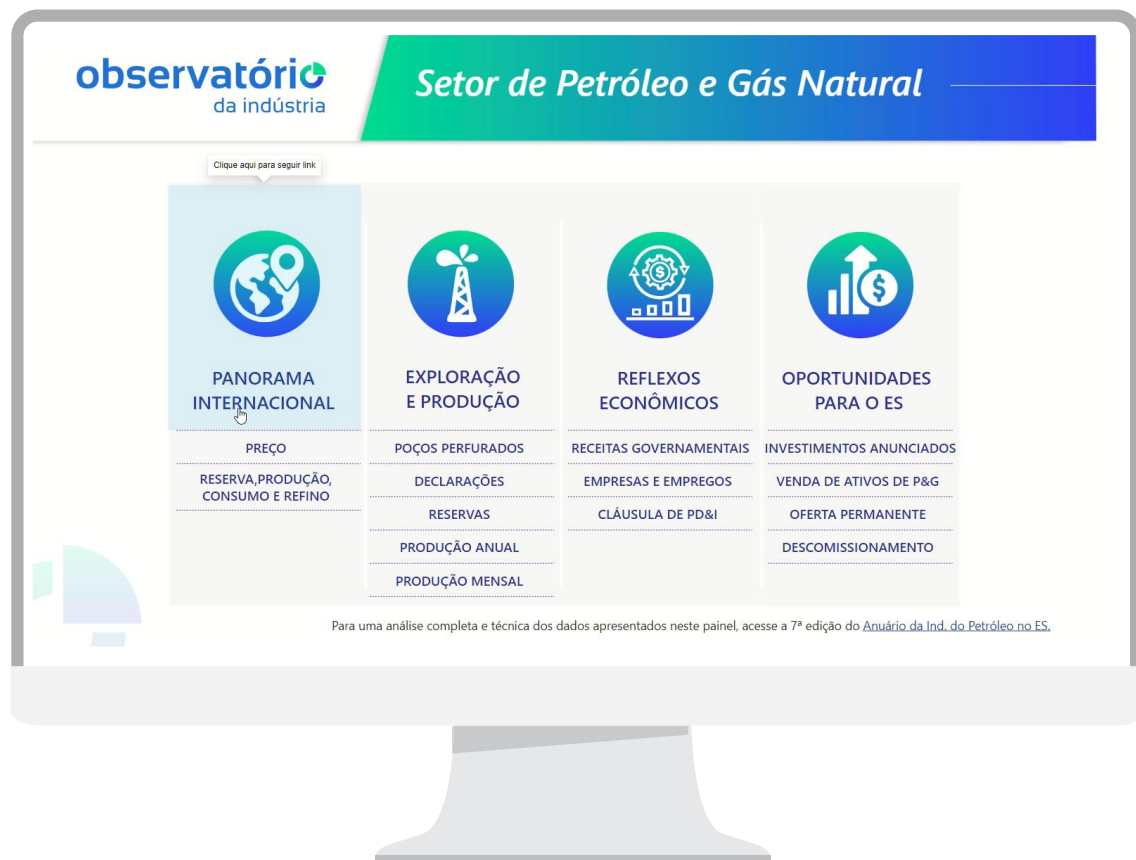 observatório
da indústria
Setor de Petróleo e Gás Natural
Clique aqui para seguir link
PANORAMA
INTERNACIONAL
PREÇO
RESERVA,PRODUÇÃO,
CONSUMO E REFINO
EXPLORAÇÃO
E PRODUÇÃO
POÇOS PERFURADOS
DECLARAÇÕES
RESERVAS
PRODUÇÃO ANUAL
PRODUÇÃO MENSAL
REFLEXOS
ECONÔMICOS
RECEITAS GOVERNAMENTAIS
EMPRESAS E EMPREGOS
CLÁUSULA DE PD&I
OPORTUNIDADES
PARA O ES
INVESTIMENTOS ANUNCIADOS
VENDA DE ATIVOS DE P&G
OFERTA PERMANENTE
DESCOMISSIONAMENTO
Para uma análise completa e técnica dos dados apresentados neste painel, acesse a 7ª edição do Anuário da Ind. do Petróleo no ES.